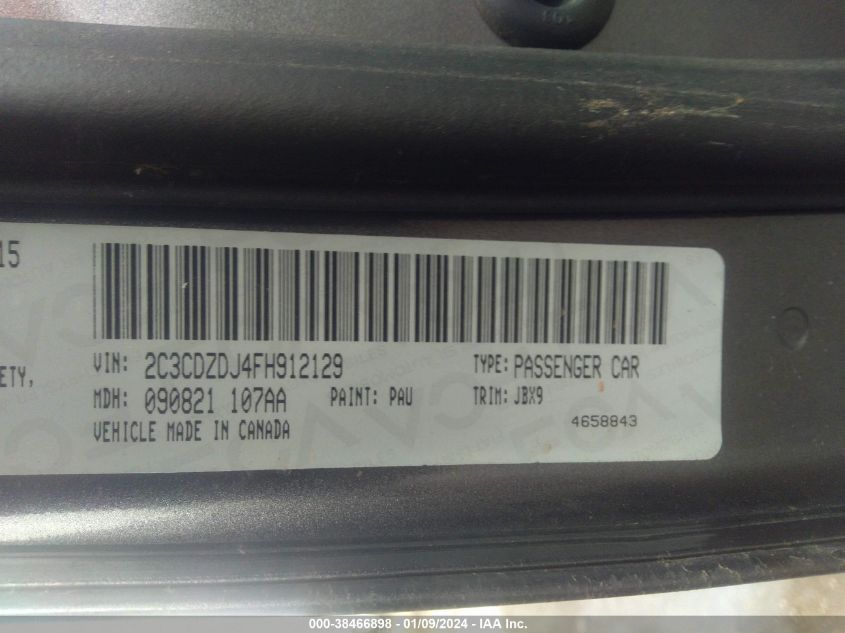 15
VIN: 2C3CDZDJ4FH912129 TYPE: PASSENGER CAR
ETY,
MDH: 090821 107AA PAINT: PAU TRIM: JBX9
VEHICLE MADE IN CANADA 4658843
000-38466898 - 01/09/2024 - IAA Inc.